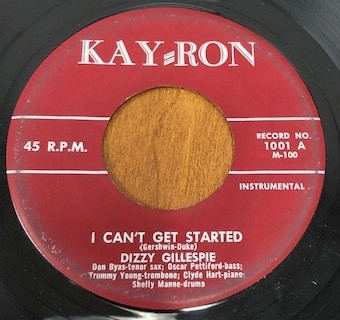 KAY-RON
45 R.P.M.
RECORD NO.
1001 A
M-100
INSTRUMENTAL
I CAN'T GET STARTED
(Gershwin-Duke)
DIZZY GILLESPIE
Don Byas-tenor sax; Oscar Pettiford-bass;
Trummy Young-trombone; Clyde Hart-piano;
Shelly Manne-drums